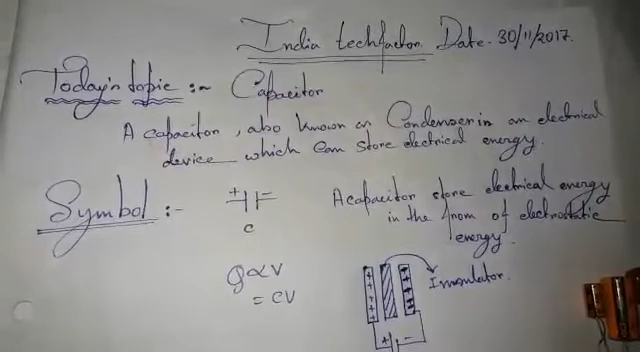 India techfactor Date. 30/11/2017.
Today's topic :- Capacitor
A capacitor, also known as Condenser is an electrical
device which can store electrical energy.
Symbol :-
+ -
C
A capacitor store electrical energy
in the from of electrostatic
energy.
q∝V
= CV
Insulator.
+ -